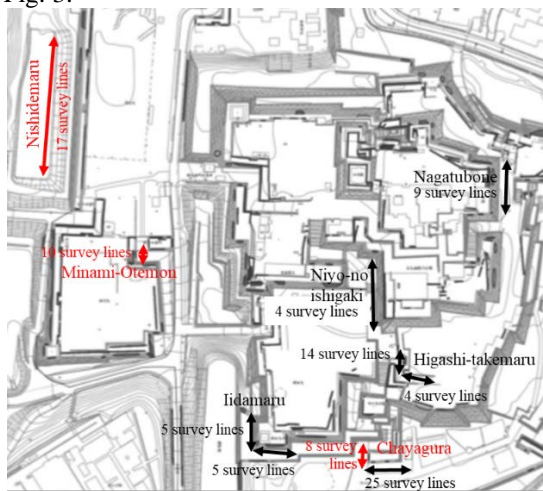 Fig. 3.
Nishidemaru
17 survey lines
Nagatubone
9 survey lines
10 survey lines
Minami-Otemon
Niyo-no
ishigaki
4 survey lines
14 survey lines
Higashi-takemaru
4 survey lines
Iidamaru
5 survey lines
5 survey lines
8 survey
lines
Chayagura
25 survey lines